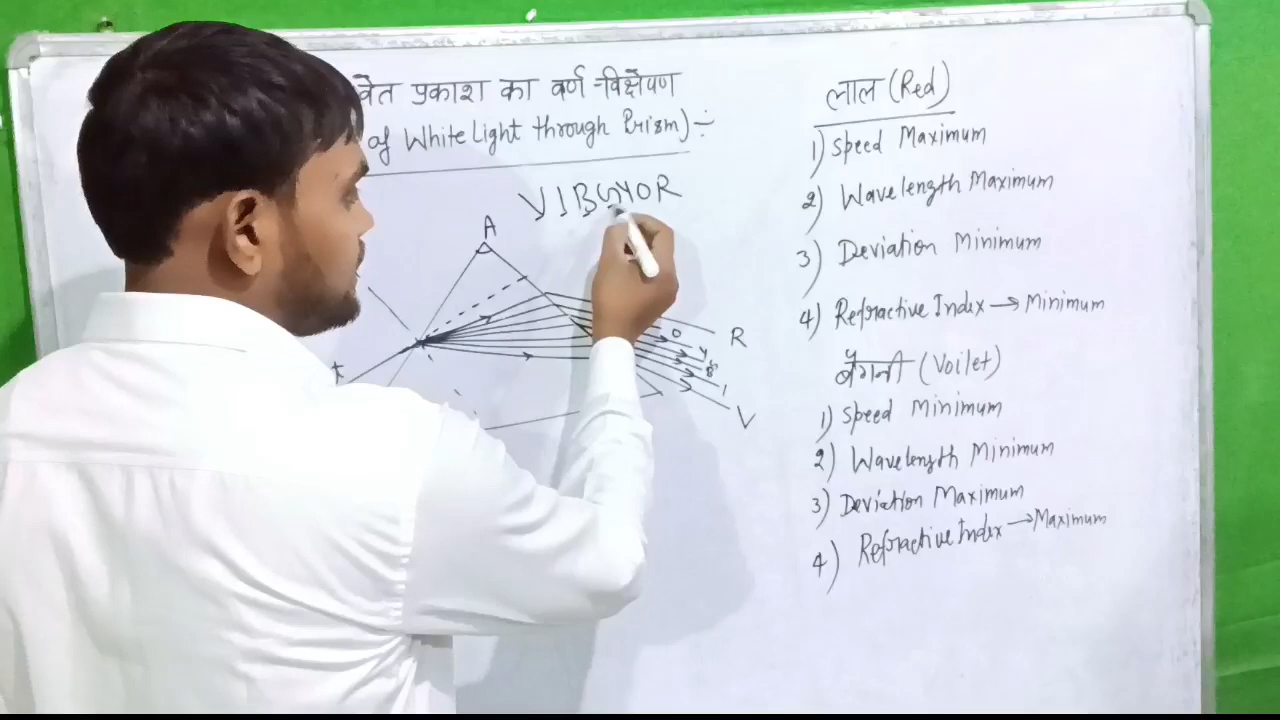 वेत प्रकाश का वर्ण-विक्षेपण
of White Light through Prism) ÷
VIBGYOR
A
R
O
Y
B
I
V
लाल (Red)
1) Speed Maximum
2) Wavelength Maximum
3) Deviation Minimum
4) Refractive Index → Minimum
बैगनी (Voilet)
1) Speed Minimum
2) Wavelength Minimum
3) Deviation Maximum
4) Refractive Index → Maximum